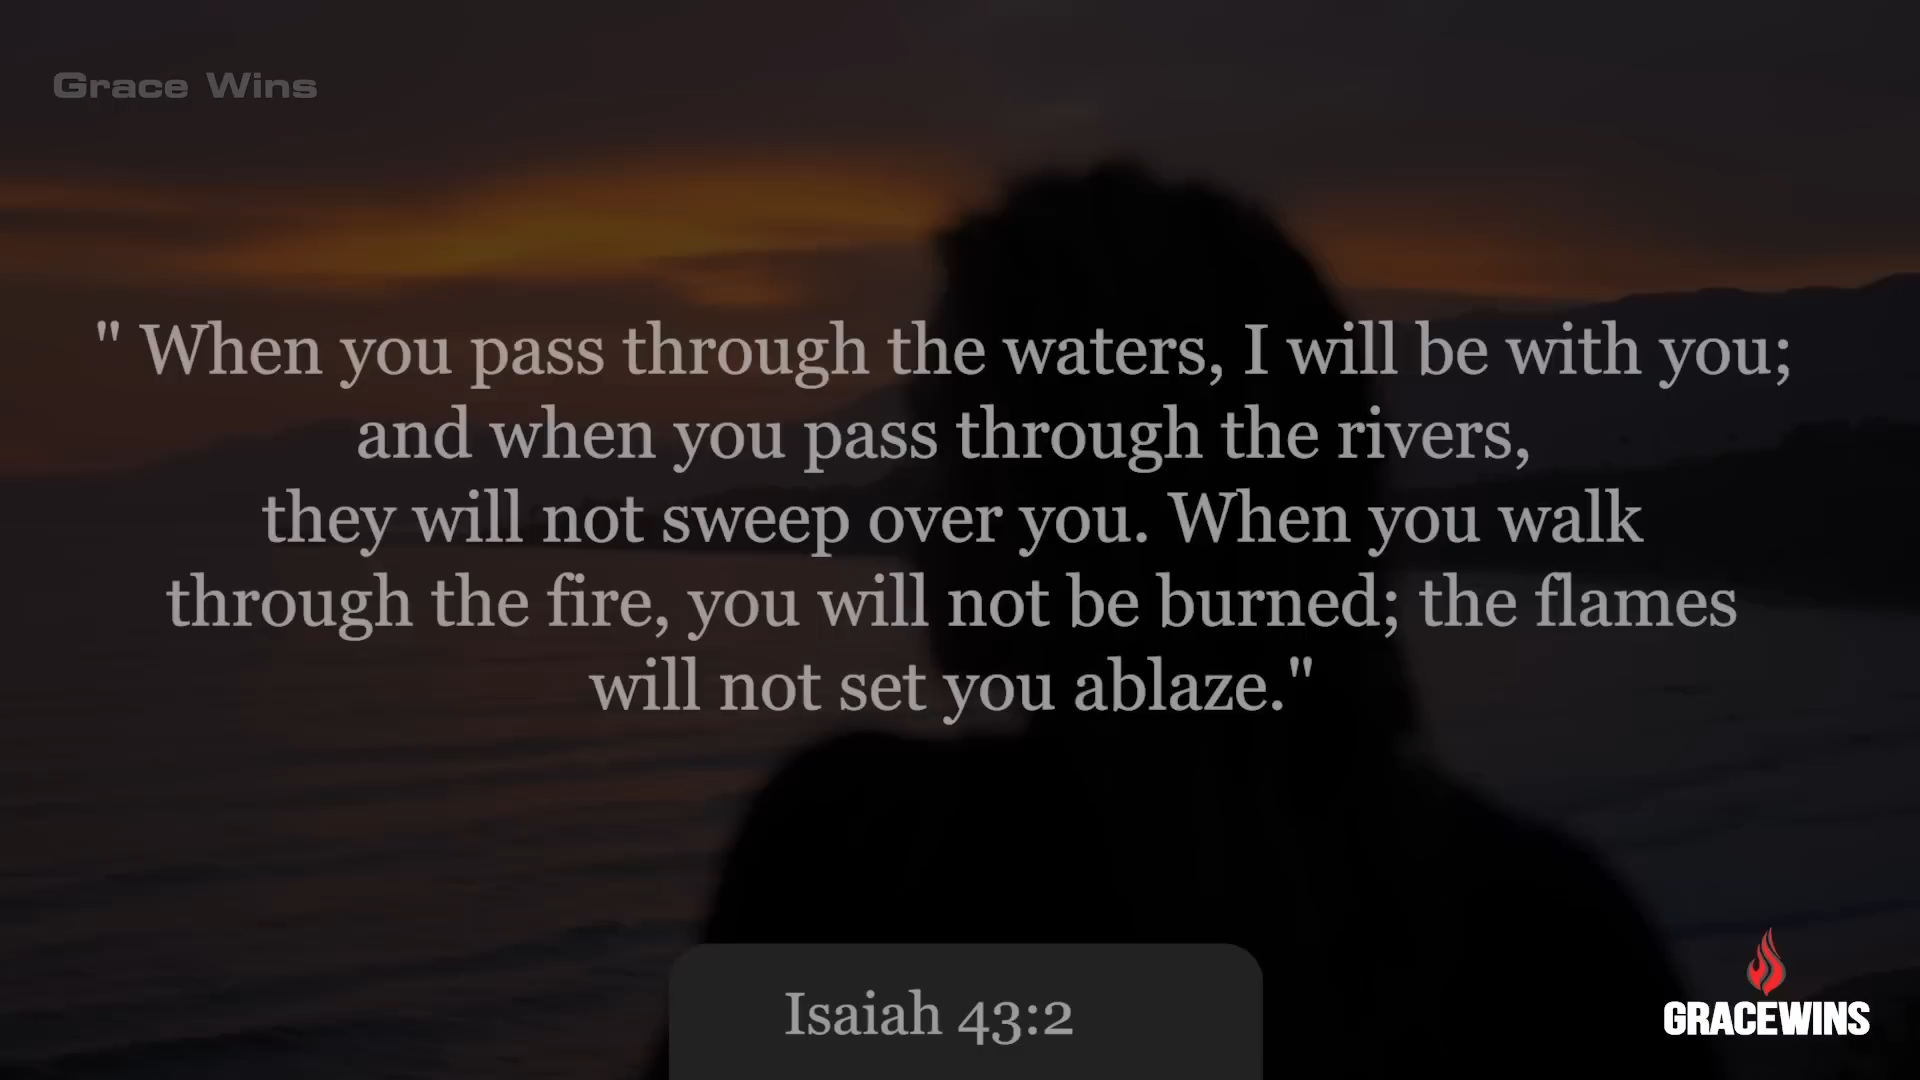 Grace Wins
" When you pass through the waters, I will be with you;
and when you pass through the rivers,
they will not sweep over you. When you walk
through the fire, you will not be burned; the flames
will not set you ablaze."
Isaiah 43:2
GRACEWINS